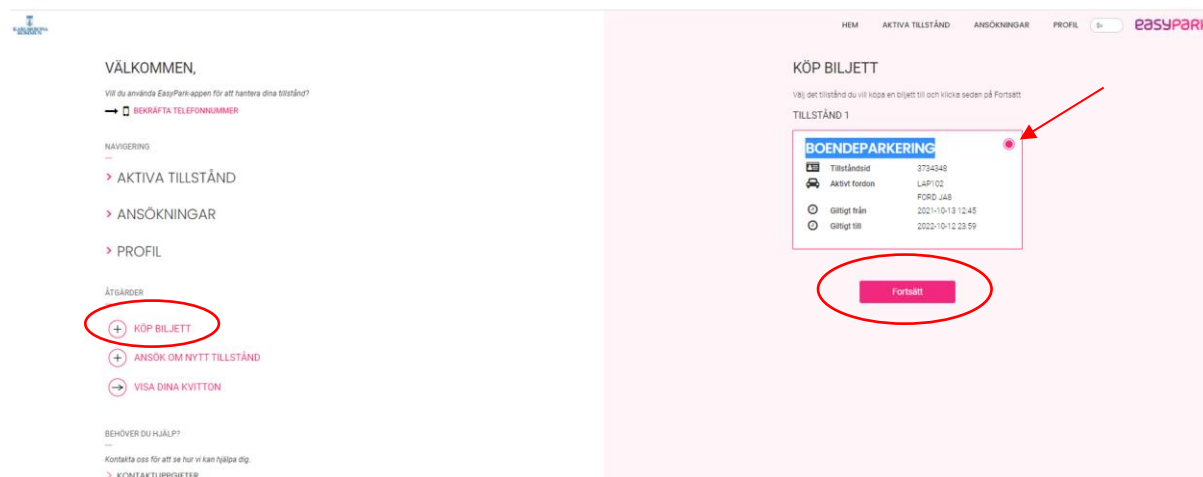 KARLSKRONA
KOMMUN
HEM AKTIVA TILLSTÅND ANSÖKNINGAR PROFIL Sv easypark
VÄLKOMMEN,
Vill du använda EasyPark-appen för att hantera dina tillstånd?
BEKRÄFTA TELEFONNUMMER
NAVIGERING
> AKTIVA TILLSTÅND
> ANSÖKNINGAR
> PROFIL
ÅTGÄRDER
KÖP BILJETT
ANSÖK OM NYTT TILLSTÅND
VISA DINA KVITTON
BEHÖVER DU HJÄLP?
Kontakta oss för att se hur vi kan hjälpa dig.
> KONTAKTUPPGIFTER
KÖP BILJETT
Välj det tillstånd du vill köpa en biljett till och klicka sedan på Fortsätt
TILLSTÅND 1
BOENDEPARKERING
Tillståndsid 3734348
Aktivt fordon LAP102
FORD JA8
Giltigt från 2021-10-13 12:45
Giltigt till 2022-10-12 23:59
Fortsätt